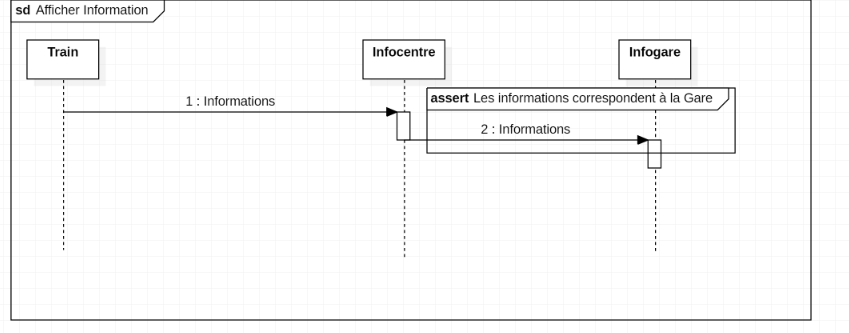 sd Afficher Information
Train
Infocentre
Infogare
assert Les informations correspondent à la Gare
1 : Informations
2 : Informations